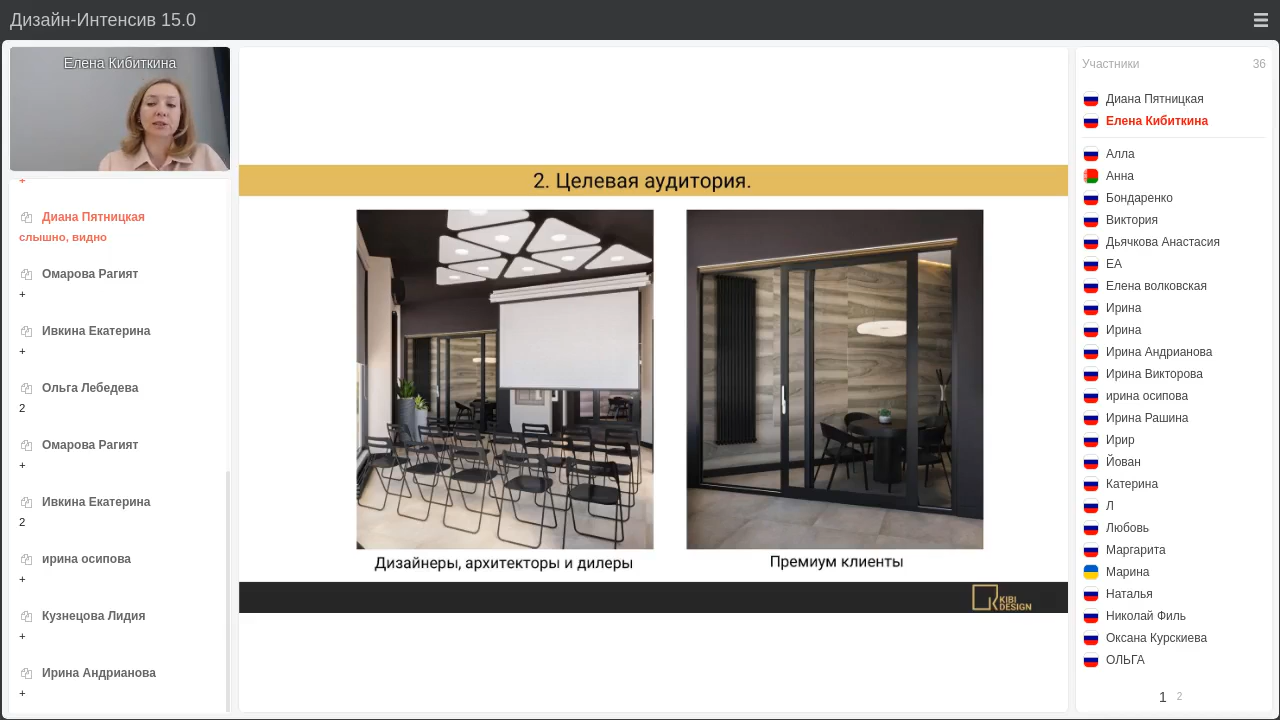 Дизайн-Интенсив 15.0
Елена Кибиткина
+
Диана Пятницкая
слышно, видно
Омарова Рагият
+
Ивкина Екатерина
+
Ольга Лебедева
2
Омарова Рагият
+
Ивкина Екатерина
2
ирина осипова
+
Кузнецова Лидия
+
Ирина Андрианова
+
2. Целевая аудитория.
Дизайнеры, архитекторы и дилеры
Премиум клиенты
KIBI
DESIGN
Участники 36
Диана Пятницкая
Елена Кибиткина
Алла
Анна
Бондаренко
Виктория
Дьячкова Анастасия
ЕА
Елена волковская
Ирина
Ирина
Ирина Андрианова
Ирина Викторова
ирина осипова
Ирина Рашина
Ирир
Йован
Катерина
Л
Любовь
Маргарита
Марина
Наталья
Николай Филь
Оксана Курскиева
ОЛЬГА
1 2